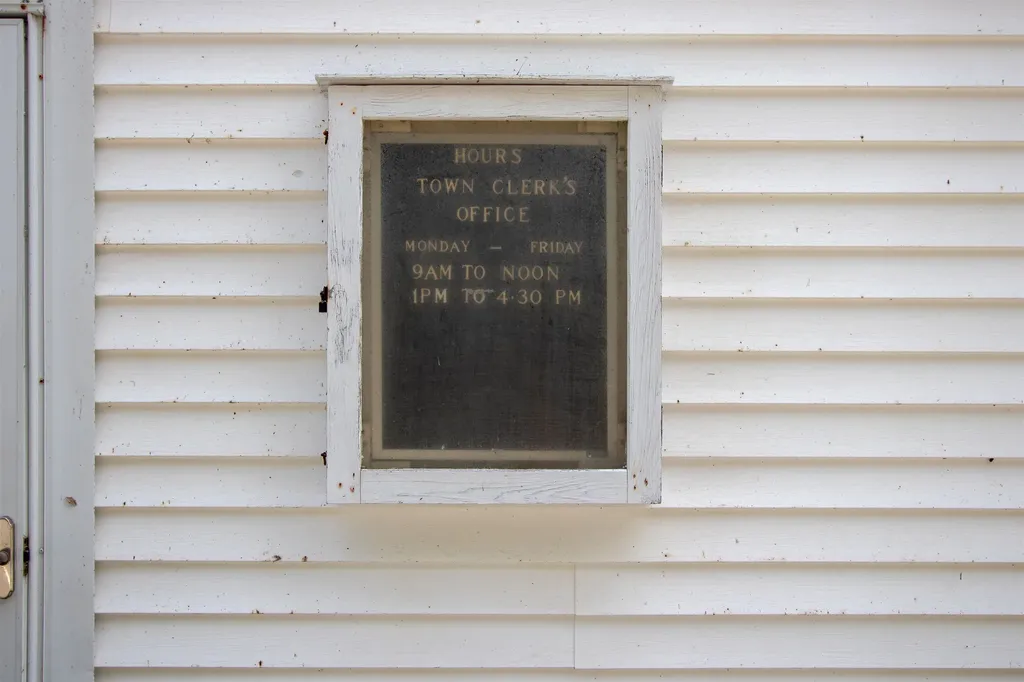 HOURS
TOWN CLERK'S
OFFICE
MONDAY — FRIDAY
9AM TO NOON
1PM TO 4·30 PM